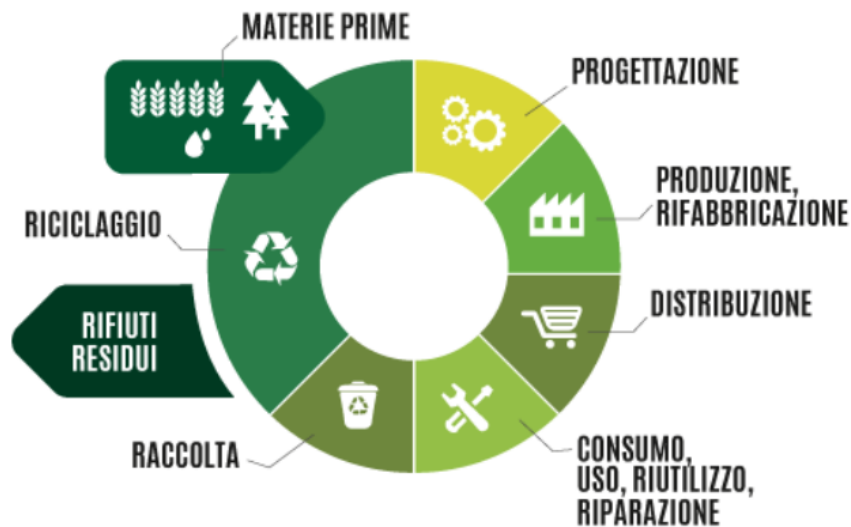 MATERIE PRIME
PROGETTAZIONE
PRODUZIONE,
RIFABBRICAZIONE
DISTRIBUZIONE
CONSUMO,
USO, RIUTILIZZO,
RIPARAZIONE
RACCOLTA
RIFIUTI
RESIDUI
RICICLAGGIO